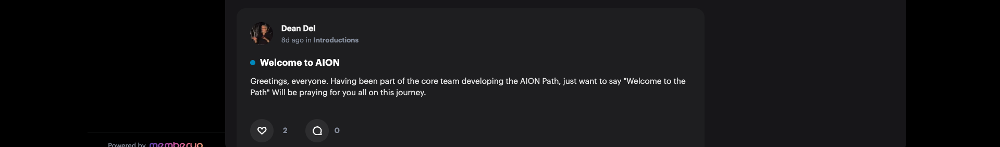 Dean Del
8d ago in Introductions
Welcome to AION
Greetings, everyone. Having been part of the core team developing the AION Path, just want to say "Welcome to the
Path" Will be praying for you all on this journey.
2 0
Powered by memberup